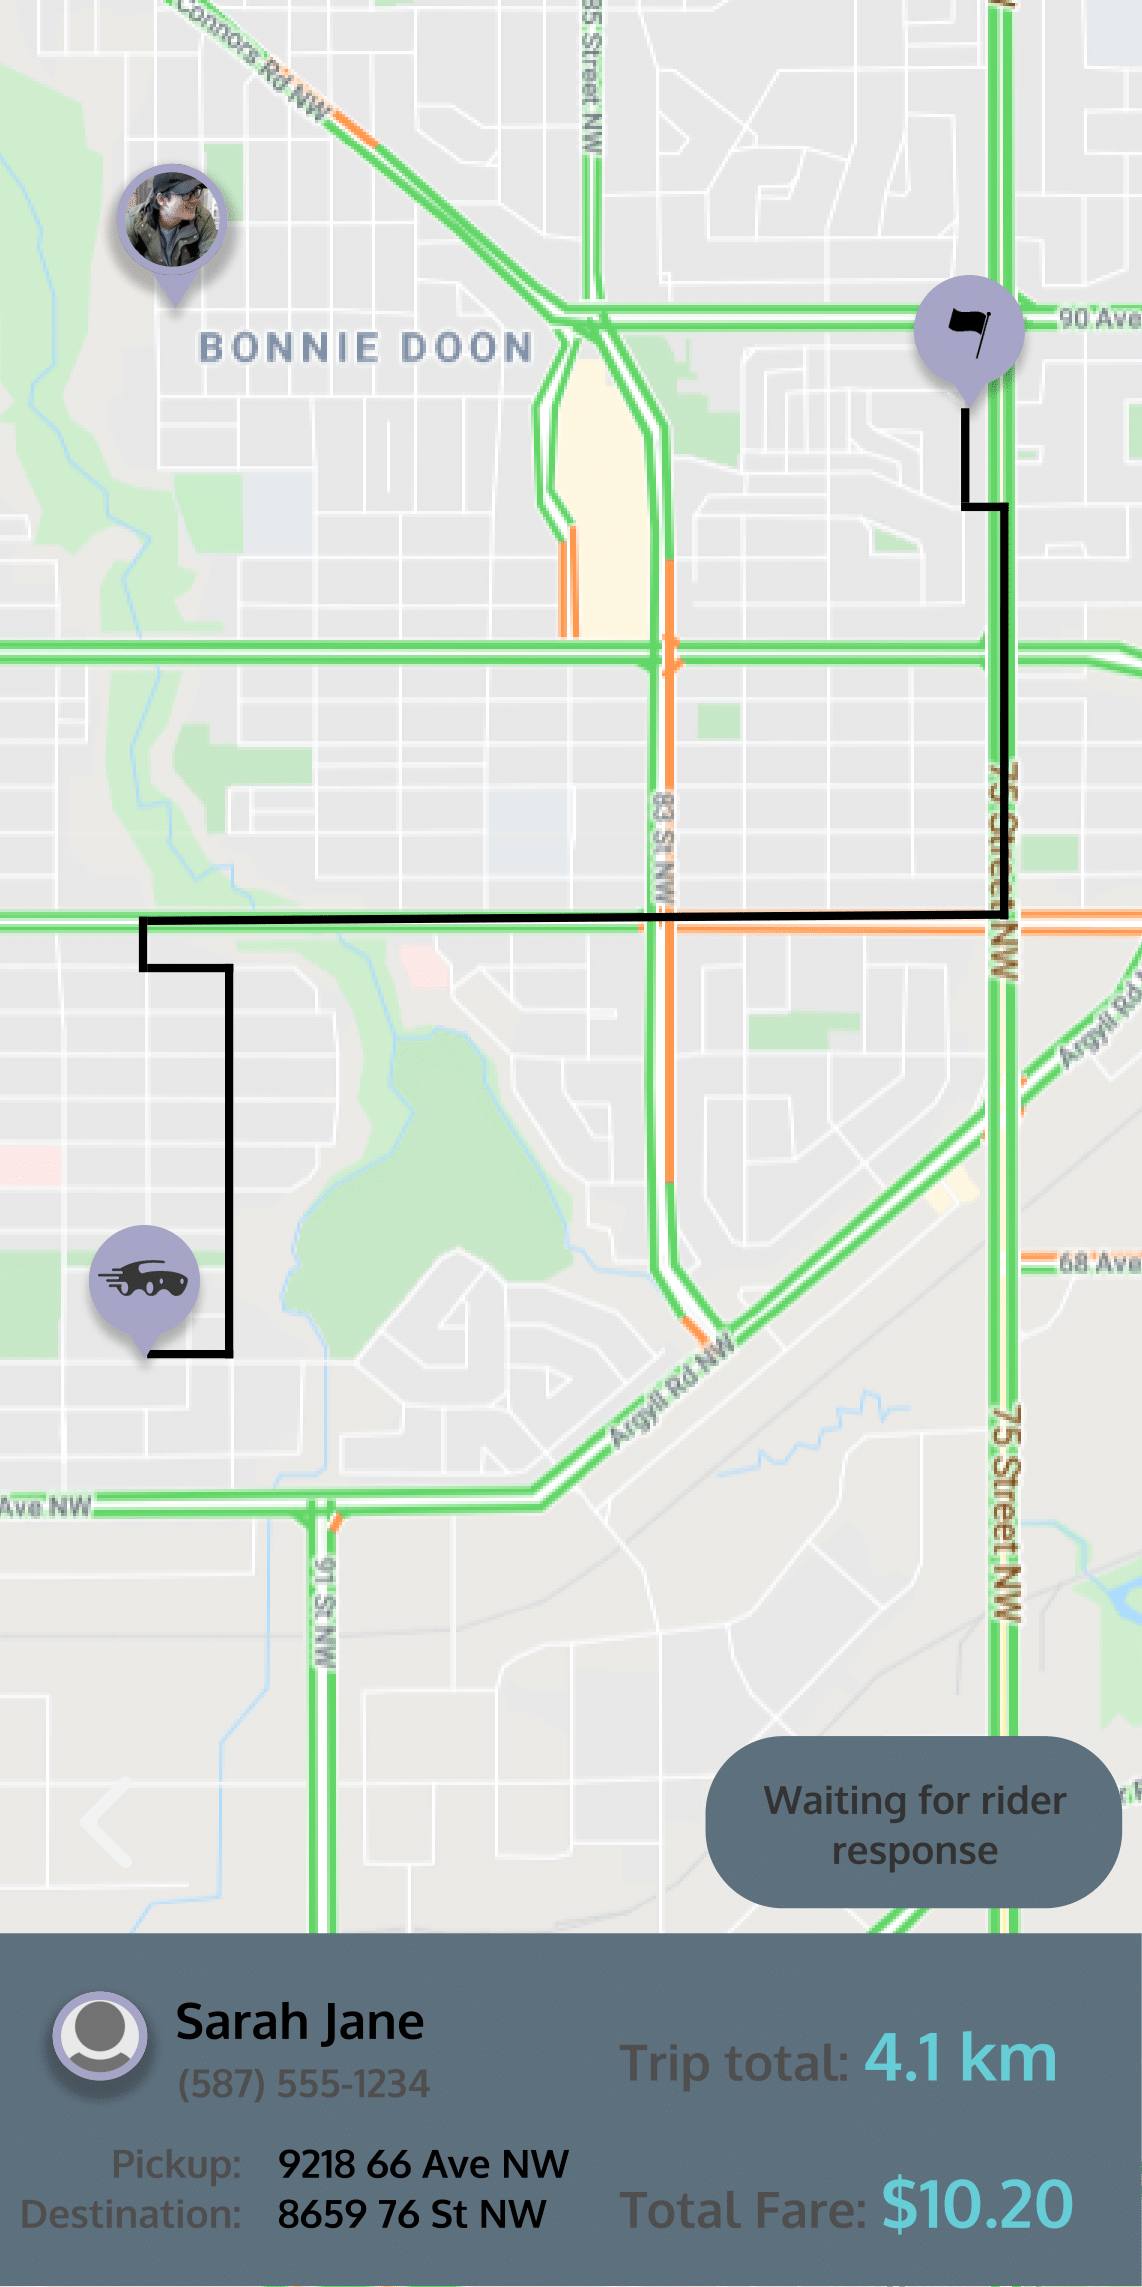 Connors Rd NW
85 Street NW
90 Ave
BONNIE DOON
75 Street NW
83 St NW
Argyll Rd
68 Ave
Argyll Rd NW
75 Street NW
Ave NW
91 St NW
Waiting for rider
response
Sarah Jane
(587) 555-1234
Trip total: 4.1 km
Pickup: 9218 66 Ave NW
Destination: 8659 76 St NW
Total Fare: $10.20